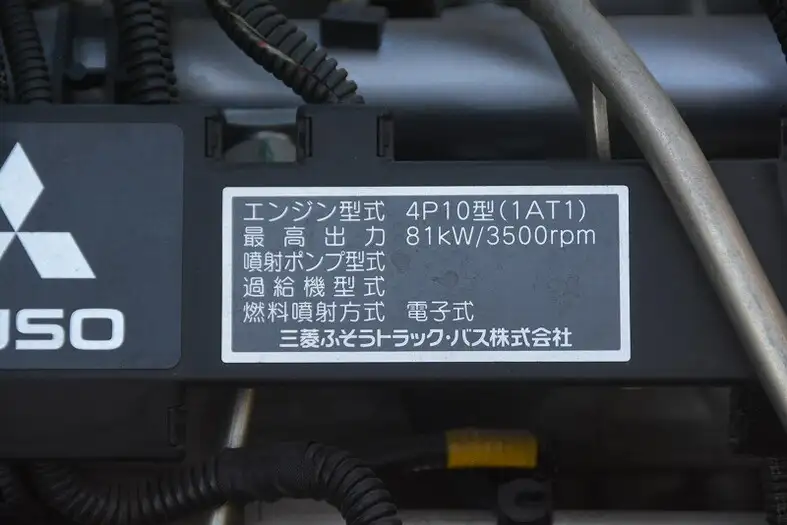 USO
エンジン型式 4P10型(1AT1)
最高出力 81kW/3500rpm
噴射ポンプ型式
過給機型式
燃料噴射方式 電子式
三菱ふそうトラック・バス株式会社